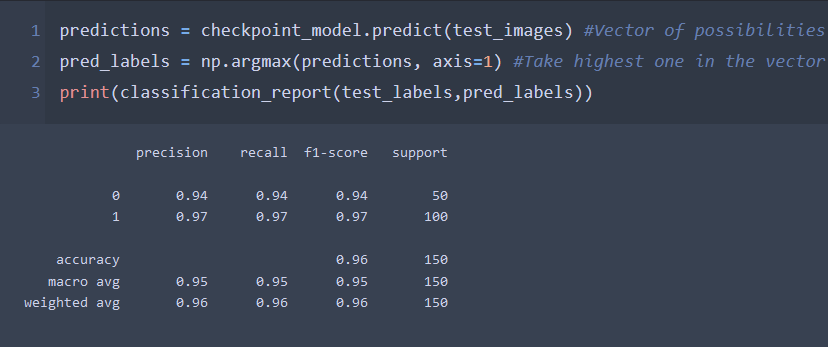 1 predictions = checkpoint_model.predict(test_images) #Vector of possibilities
2 pred_labels = np.argmax(predictions, axis=1) #Take highest one in the vector
3 print(classification_report(test_labels,pred_labels))
precision recall f1-score support
0 0.94 0.94 0.94 50
1 0.97 0.97 0.97 100
accuracy 0.96 150
macro avg 0.95 0.95 0.95 150
weighted avg 0.96 0.96 0.96 150